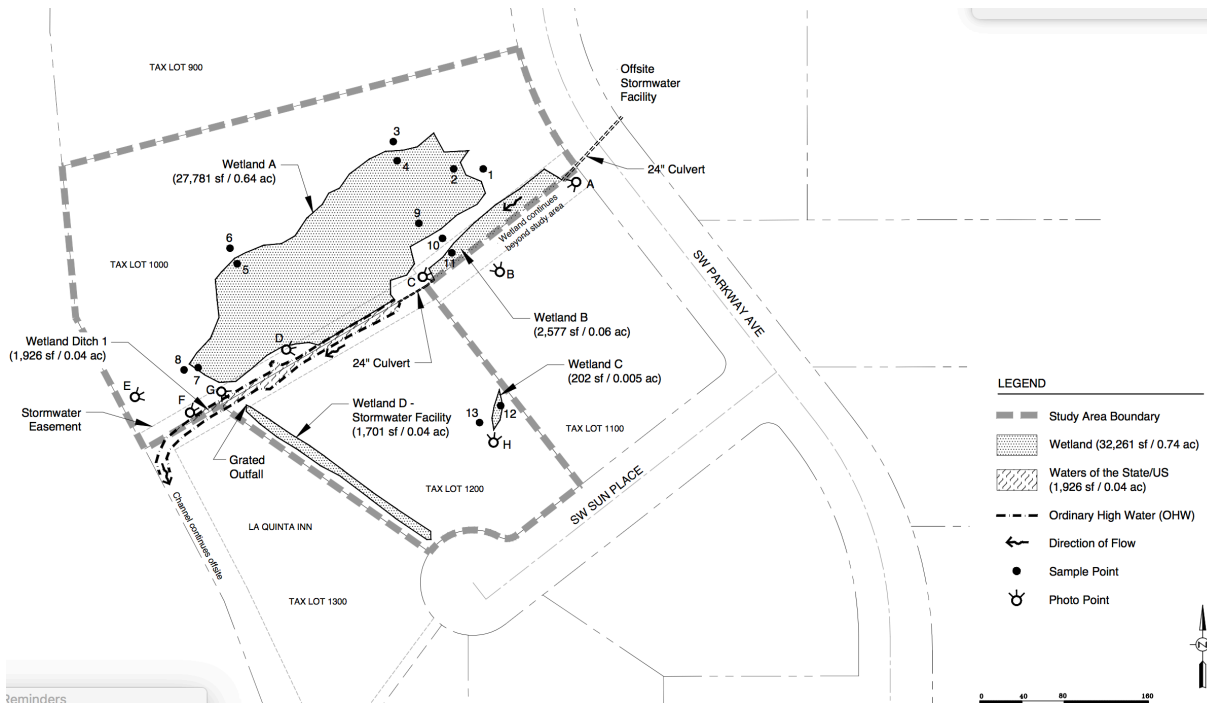 TAX LOT 900
Offsite
Stormwater
Facility
3
4
2
1
Wetland A
(27,781 sf / 0.64 ac)
24" Culvert
A
9
10
11
Wetland continues
beyond study area
6
5
TAX LOT 1000
C
B
SW PARKWAY AVE
Wetland B
(2,577 sf / 0.06 ac)
Wetland Ditch 1
(1,926 sf / 0.04 ac)
D
24" Culvert
8
7
Wetland C
(202 sf / 0.005 ac)
E
F
G
Wetland D -
Stormwater Facility
(1,701 sf / 0.04 ac)
13
12
H
TAX LOT 1100
Stormwater
Easement
Grated
Outfall
TAX LOT 1200
SW SUN PLACE
Channel continues offsite
LA QUINTA INN
TAX LOT 1300
LEGEND
Study Area Boundary
Wetland (32,261 sf / 0.74 ac)
Waters of the State/US
(1,926 sf / 0.04 ac)
Ordinary High Water (OHW)
Direction of Flow
Sample Point
Photo Point
Z
0 40 80 160
Reminders